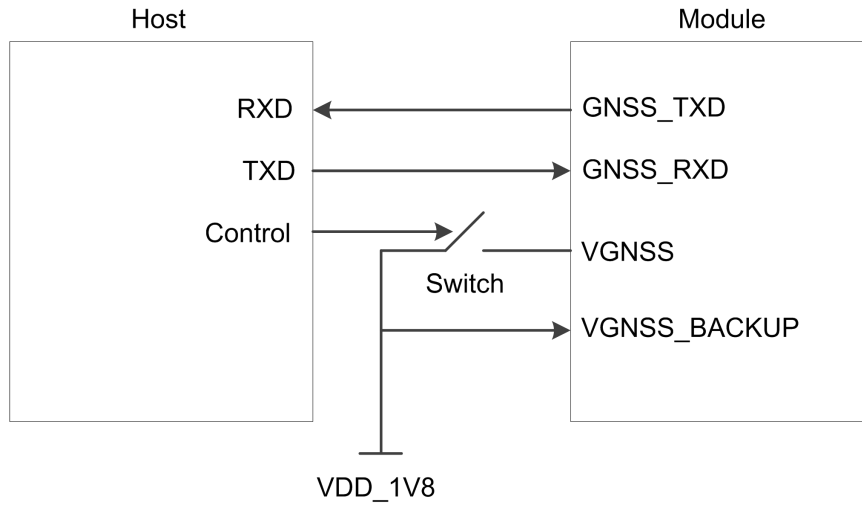 Host
Module
RXD
GNSS_TXD
TXD
GNSS_RXD
Control
VGNSS
Switch
VGNSS_BACKUP
VDD_1V8